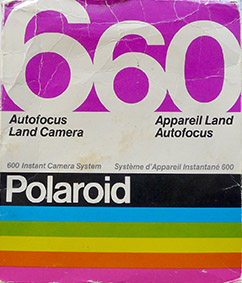 660
Autofocus
Land Camera
Appareil Land
Autofocus
600 Instant Camera System
Système d'Appareil Instantané 600
Polaroid